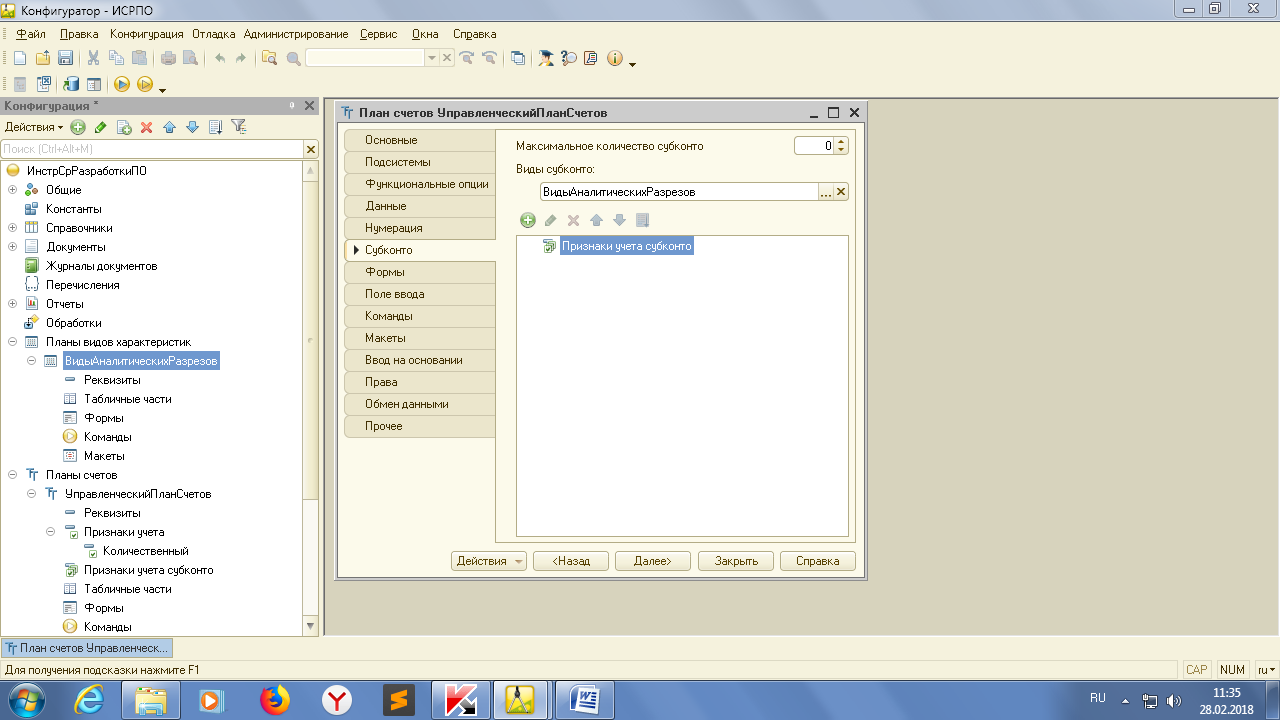 Конфигуратор - ИСРПО
Файл Правка Конфигурация Отладка Администрирование Сервис Окна Справка
Конфигурация *
Действия
Поиск (Ctrl+Alt+M)
ИнстрСрРазработкиПО
Общие
Константы
Справочники
Документы
Журналы документов
Перечисления
Отчеты
Обработки
Планы видов характеристик
ВидыАналитическихРазрезов
Реквизиты
Табличные части
Формы
Команды
Макеты
Планы счетов
УправленческийПланСчетов
Реквизиты
Признаки учета
Количественный
Признаки учета субконто
Табличные части
Формы
Команды
План счетов УправленческийПланСчетов
Основные
Подсистемы
Функциональные опции
Данные
Нумерация
Субконто
Формы
Поле ввода
Команды
Макеты
Ввод на основании
Права
Обмен данными
Прочее
Максимальное количество субконто 0
Виды субконто:
ВидыАналитическихРазрезов ...
Признаки учета субконто
Действия <Назад Далее> Закрыть Справка
План счетов Управленческ...
Для получения подсказки нажмите F1 CAP NUM ru
RU 11:35
28.02.2018